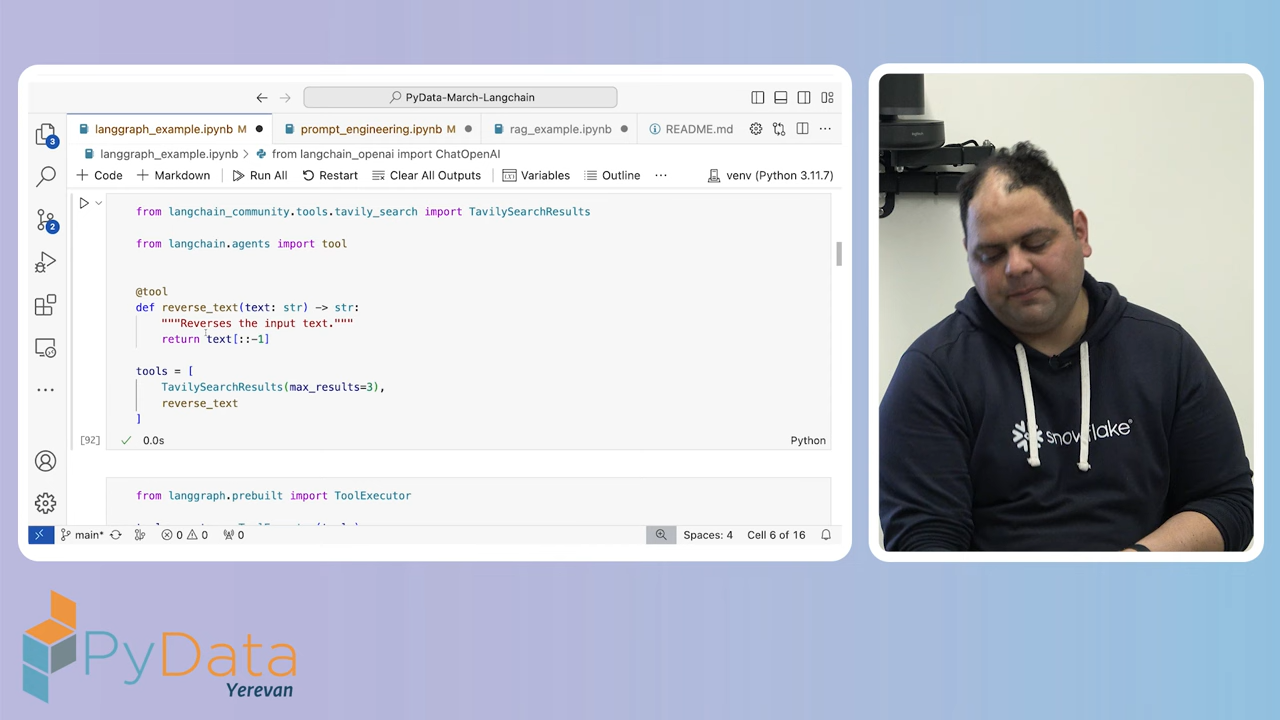 PyData-March-Langchain
langgraph_example.ipynb M
prompt_engineering.ipynb M
rag_example.ipynb
README.md
langgraph_example.ipynb > from langchain_openai import ChatOpenAI
Code
Markdown
Run All
Restart
Clear All Outputs
Variables
Outline
venv (Python 3.11.7)
from langchain_community.tools.tavily_search import TavilySearchResults
from langchain.agents import tool
@tool
def reverse_text(text: str) -> str:
"""Reverses the input text."""
return text[::-1]
tools = [
TavilySearchResults(max_results=3),
reverse_text
]
[92] 0.0s Python
from langgraph.prebuilt import ToolExecutor
3
2
main* 0 0 0 Spaces: 4 Cell 6 of 16
snowflake®
PyData
Yerevan